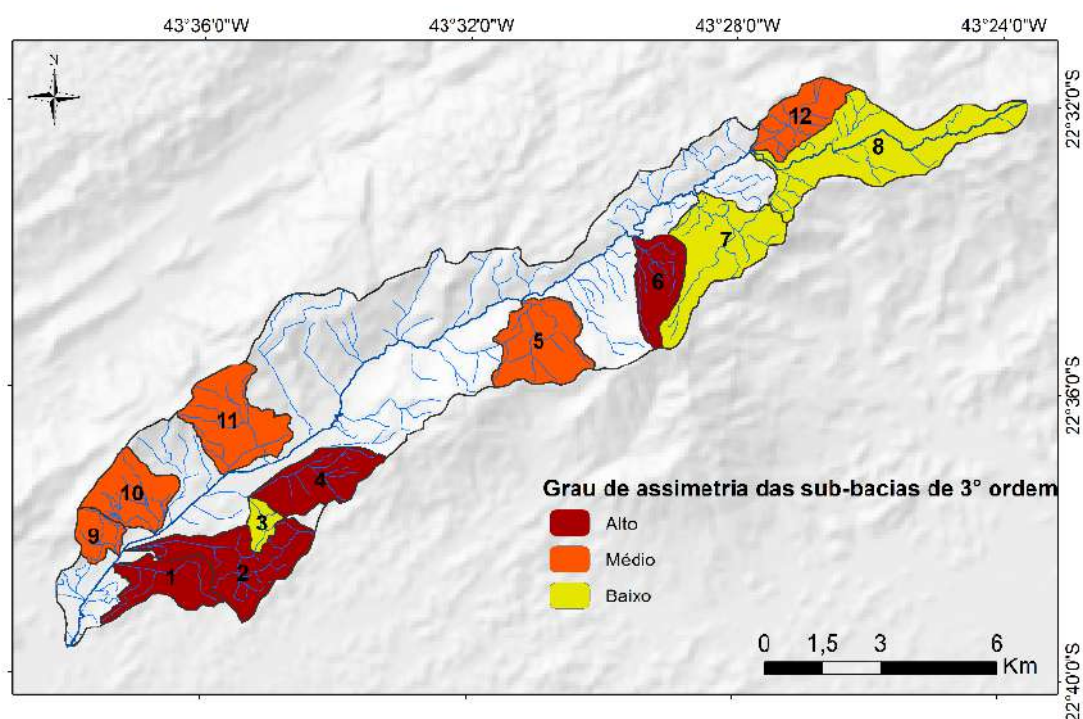 43°36'0"W 43°32'0"W 43°28'0"W 43°24'0"W
N
22°32'0"S
12
8
7
6
5
22°36'0"S
11
4
10
3
9
1 2
Grau de assimetria das sub-bacias de 3° ordem
Alto
Médio
Baixo
0 1,5 3 6
Km
22°40'0"S